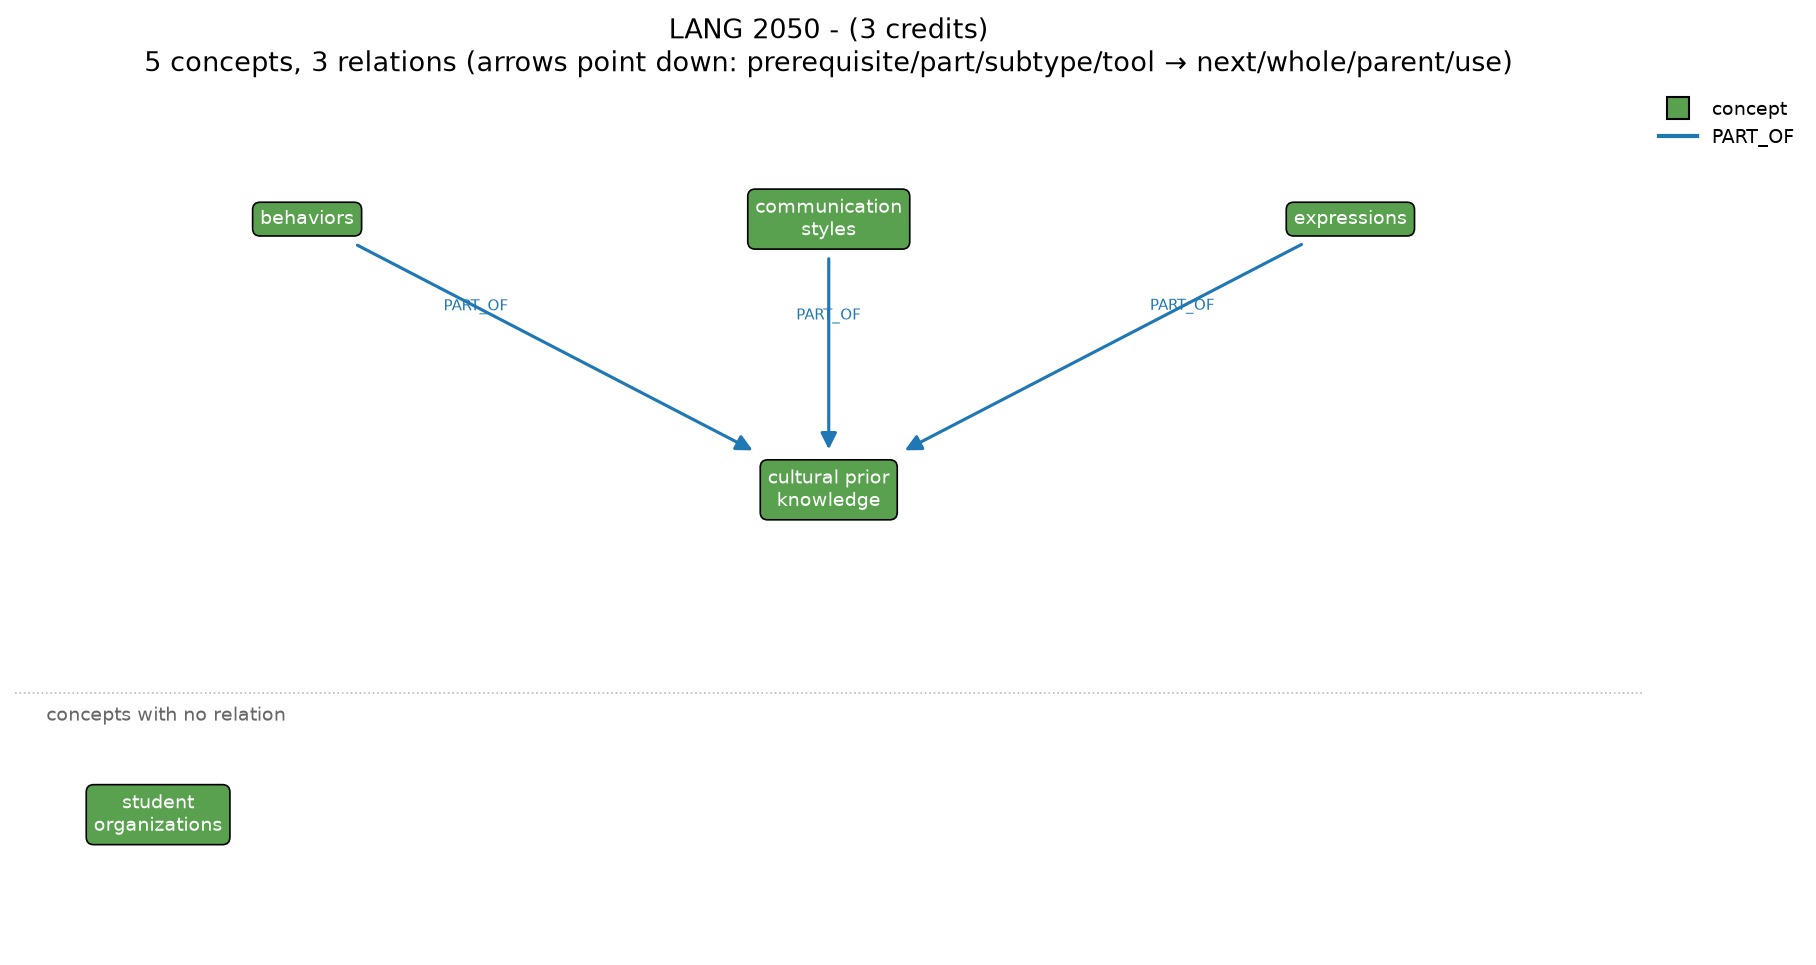 LANG 2050 - (3 credits)
5 concepts, 3 relations (arrows point down: prerequisite/part/subtype/tool → next/whole/parent/use)
concept
PART_OF
behaviors
communication
styles
expressions
PART_OF
PART_OF
PART_OF
cultural prior
knowledge
concepts with no relation
student
organizations